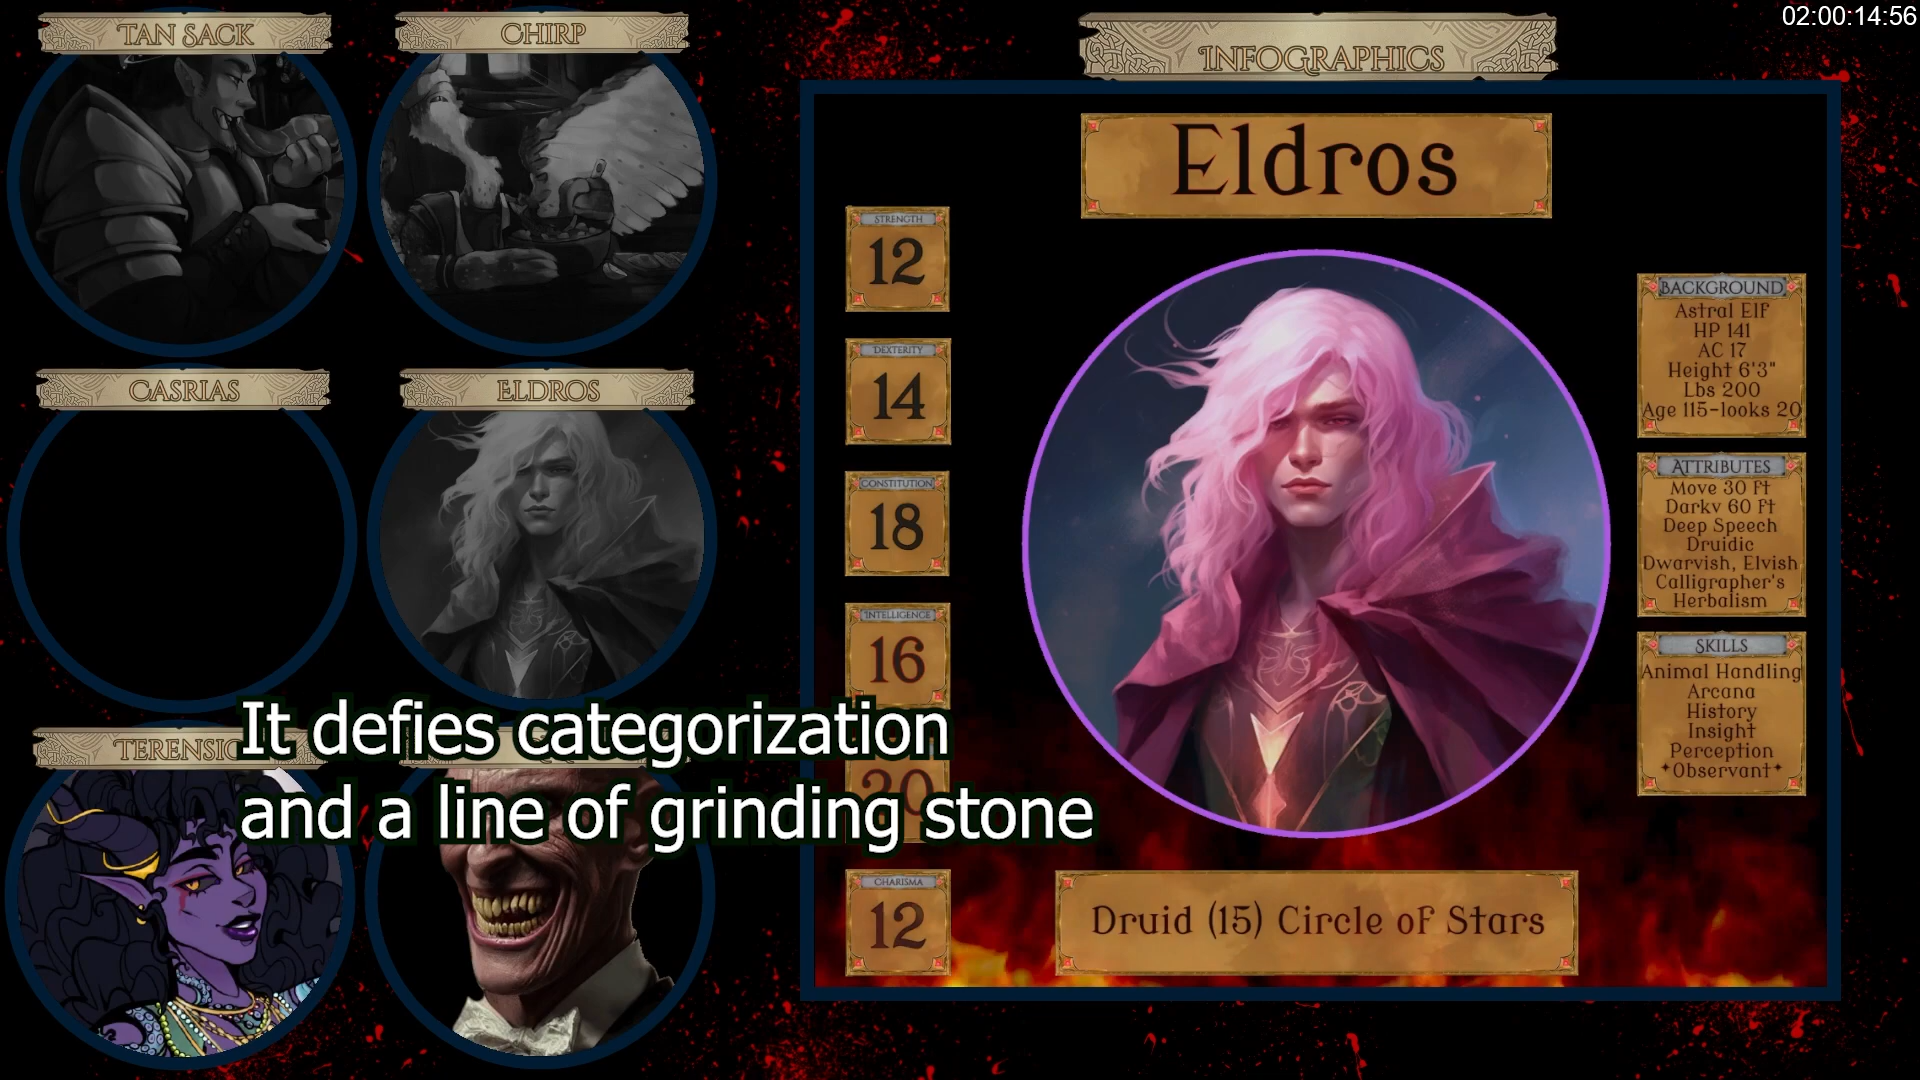 02:00:14:56
TAN SACK
CHIRP
INFOGRAPHICS
Eldros
STRENGTH
12
DEXTERITY
14
CONSTITUTION
18
INTELLIGENCE
16
20
CHARISMA
12
BACKGROUND
Astral Elf
HP 141
AC 17
Height 6'3"
Lbs 200
Age 115-looks 20
ATTRIBUTES
Move 30 ft
Darkv 60 ft
Deep Speech
Druidic
Dwarvish, Elvish
Calligrapher's
Herbalism
SKILLS
Animal Handling
Arcana
History
Insight
Perception
*Observant*
Druid (15) Circle of Stars
CASRIAS
ELDROS
It defies categorization
and a line of grinding stone